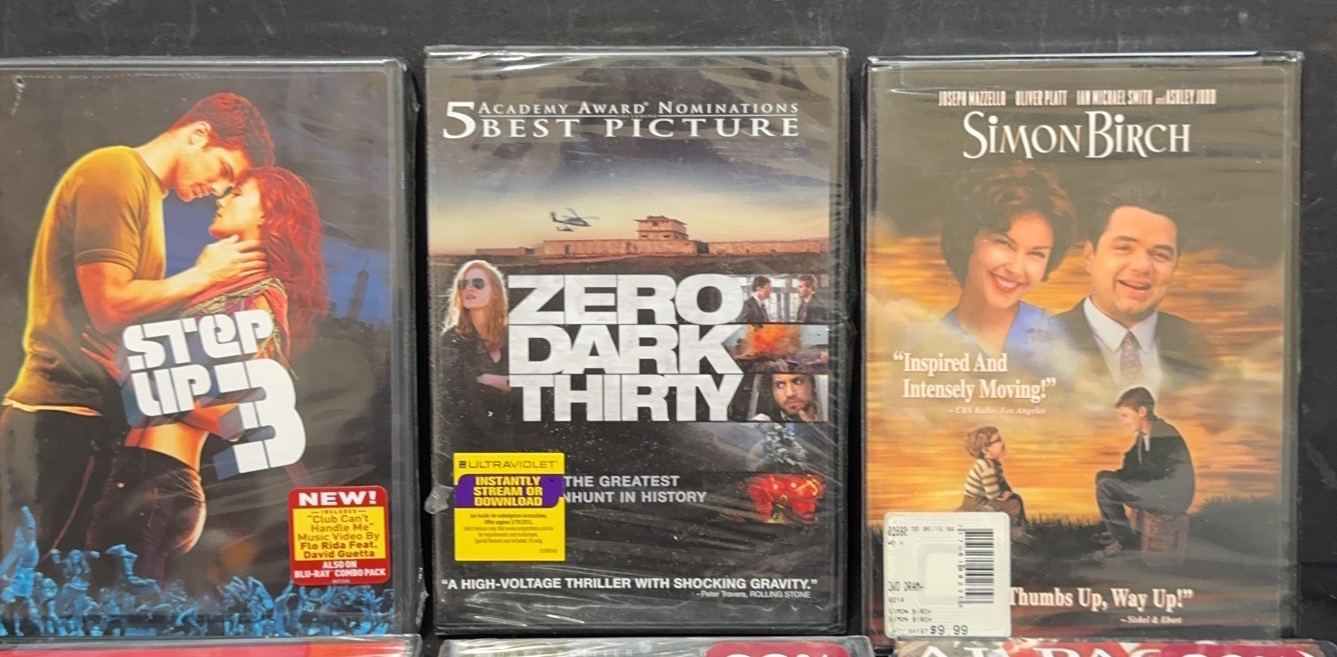 STEP
UP 3
NEW!
INCLUDES
"Club Can't
Handle Me"
Music Video By
Flo Rida Feat.
David Guetta
ALSO ON
BLU-RAY COMBO PACK
5 ACADEMY AWARD® NOMINATIONS
INCLUDING
BEST PICTURE
ZERO
DARK
THIRTY
ULTRAVIOLET
INSTANTLY
STREAM OR
DOWNLOAD
THE GREATEST
NHUNT IN HISTORY
"A HIGH-VOLTAGE THRILLER WITH SHOCKING GRAVITY."
–Peter Travers, ROLLING STONE
JOSEPH MAZZELLO OLIVER PLATT IAN MICHAEL SMITH and ASHLEY JUDD
SIMON BIRCH
"Inspired And
Intensely Moving!"
– CBS Radio, Los Angeles
SIMON BIRCH
SIMON BIRCH
$9.99
Thumbs Up, Way Up!"
– Siskel & Ebert